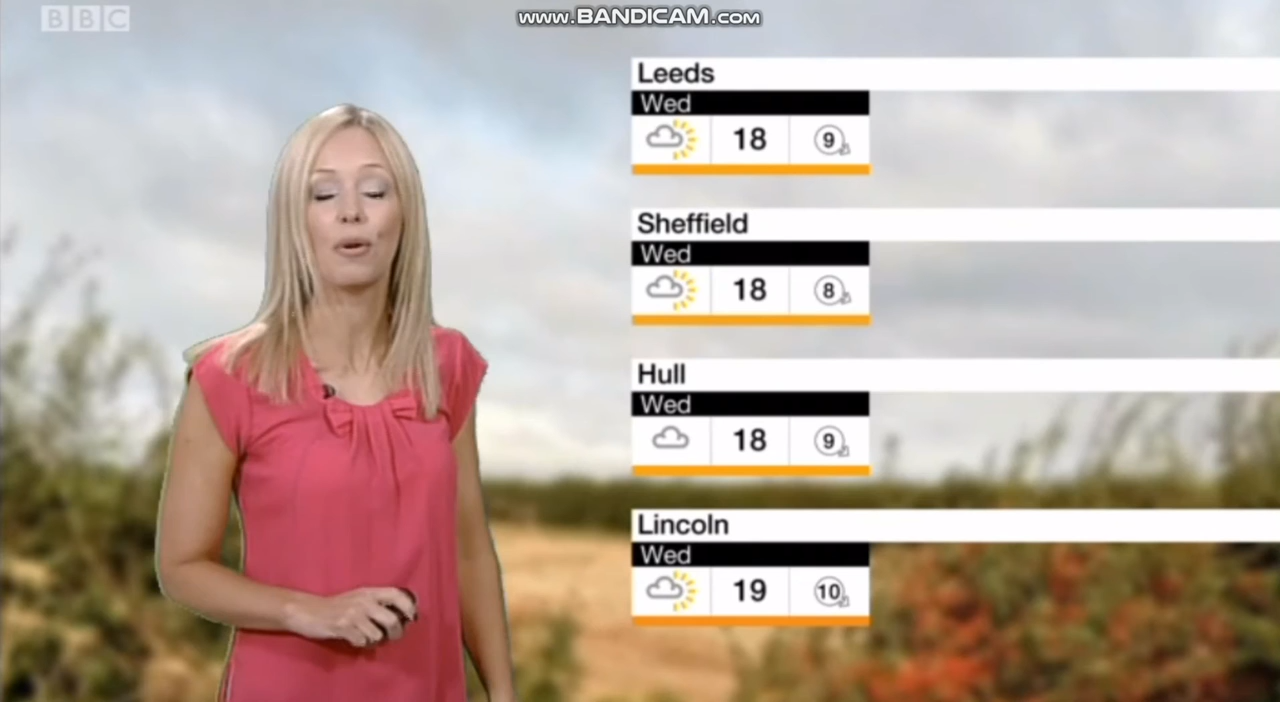 BBC
www.BANDICAM.com
Leeds
Wed
18 9
Sheffield
Wed
18 8
Hull
Wed
18 9
Lincoln
Wed
19 10